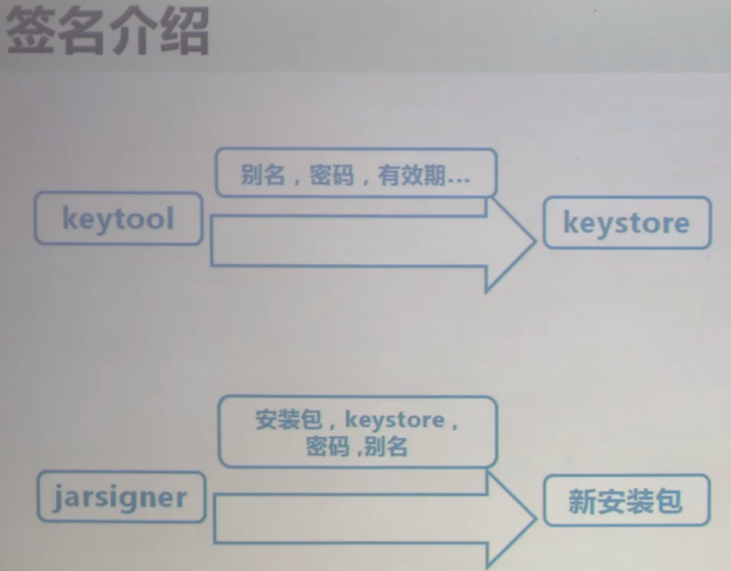 签名介绍
别名，密码，有效期...
keytool
keystore
安装包，keystore，
密码 ,别名
jarsigner
新安装包